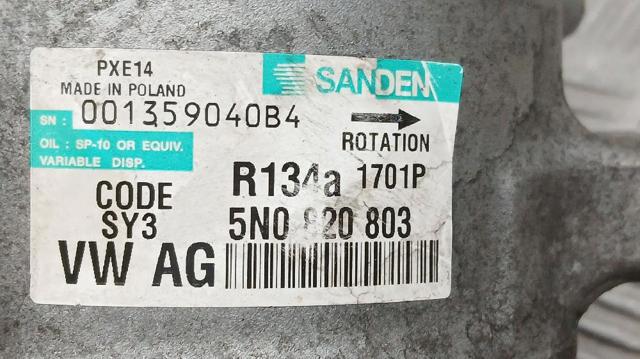 PXE14
MADE IN POLAND
SANDEN
SN : 001359040B4
ROTATION
OIL : SP-10 OR EQUIV.
VARIABLE DISP.
R134a 1701P
CODE
SY3
5N0 820 803
VW AG